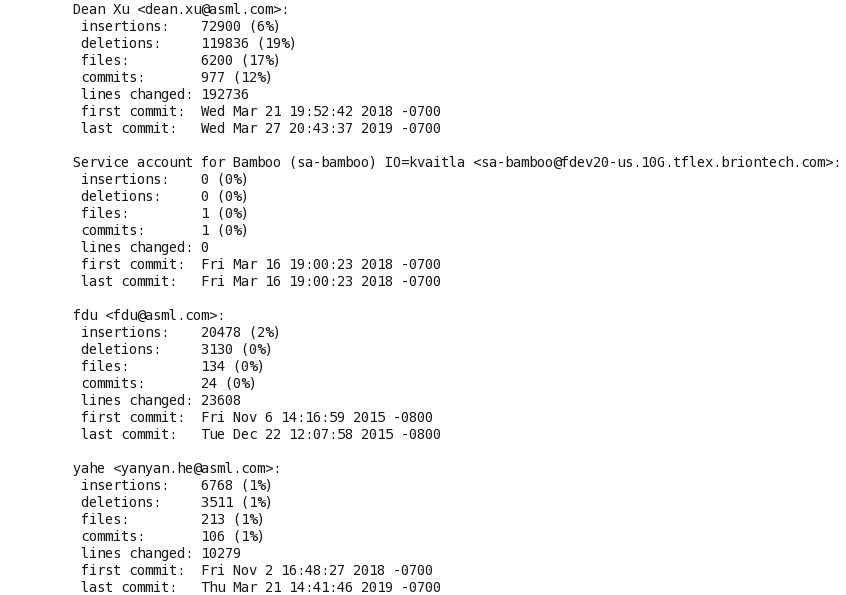 Dean Xu <dean.xu@asml.com>:
insertions: 72900 (6%)
deletions: 119836 (19%)
files: 6200 (17%)
commits: 977 (12%)
lines changed: 192736
first commit: Wed Mar 21 19:52:42 2018 -0700
last commit: Wed Mar 27 20:43:37 2019 -0700
Service account for Bamboo (sa-bamboo) IO=kvaitla <sa-bamboo@fdev20-us.10G.tflex.briontech.com>:
insertions: 0 (0%)
deletions: 0 (0%)
files: 1 (0%)
commits: 1 (0%)
lines changed: 0
first commit: Fri Mar 16 19:00:23 2018 -0700
last commit: Fri Mar 16 19:00:23 2018 -0700
fdu <fdu@asml.com>:
insertions: 20478 (2%)
deletions: 3130 (0%)
files: 134 (0%)
commits: 24 (0%)
lines changed: 23608
first commit: Fri Nov 6 14:16:59 2015 -0800
last commit: Tue Dec 22 12:07:58 2015 -0800
yahe <yanyan.he@asml.com>:
insertions: 6768 (1%)
deletions: 3511 (1%)
files: 213 (1%)
commits: 106 (1%)
lines changed: 10279
first commit: Fri Nov 2 16:48:27 2018 -0700
last commit: Thu Mar 21 14:41:46 2019 -0700